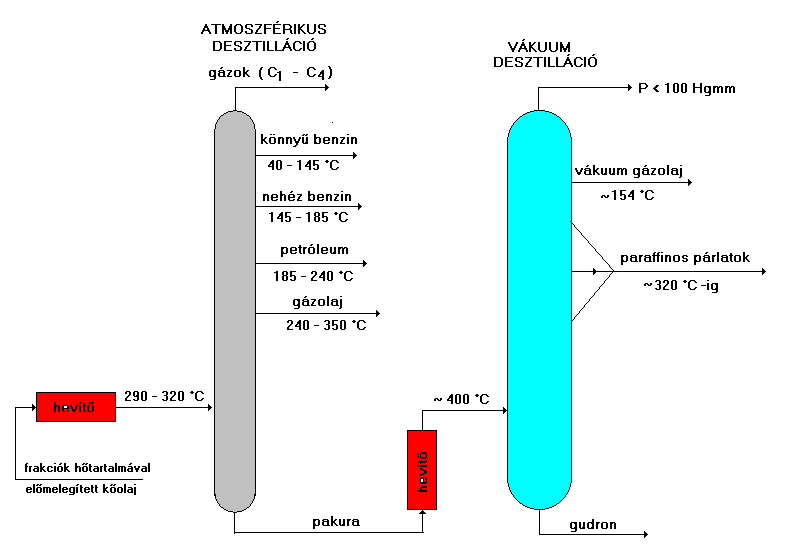 ATMOSZFÉRIKUS
DESZTILLÁCIÓ
gázok ( C1 - C4 )
könnyű benzin
40 - 145 °C
nehéz benzin
145 - 185 °C
petróleum
185 - 240 °C
gázolaj
240 - 350 °C
290 - 320 °C
hevítő
frakciók hőtartalmával
előmelegített kőolaj
pakura
VÁKUUM
DESZTILLÁCIÓ
P < 100 Hgmm
vákuum gázolaj
~154 °C
paraffinos párlatok
~320 °C -ig
~ 400 °C
hevítő
gudron